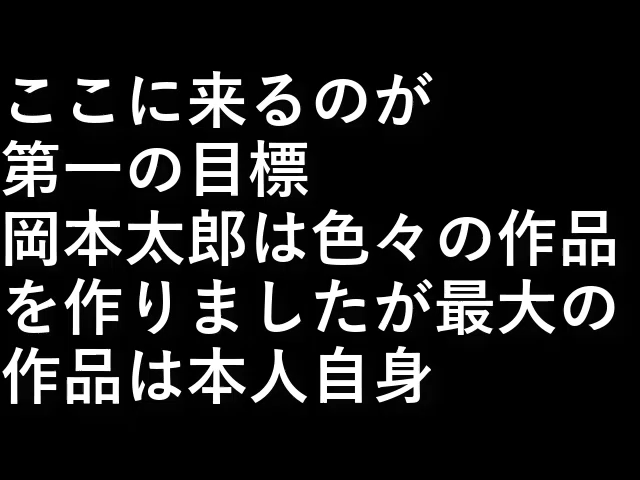 ここに来るのが
第一の目標
岡本太郎は色々の作品
を作りましたが最大の
作品は本人自身